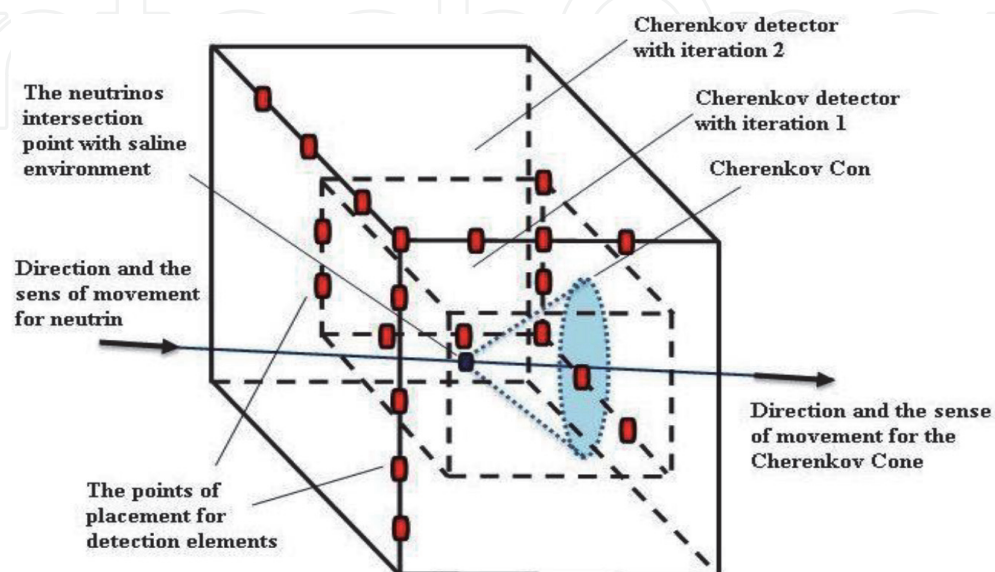 Cherenkov detector
with iteration 2
The neutrinos
intersection
point with saline
environment
Cherenkov detector
with iteration 1
Cherenkov Con
Direction and the
sens of movement
for neutrin
Direction and the sense
of movement for the
Cherenkov Cone
The points of
placement for
detection elements